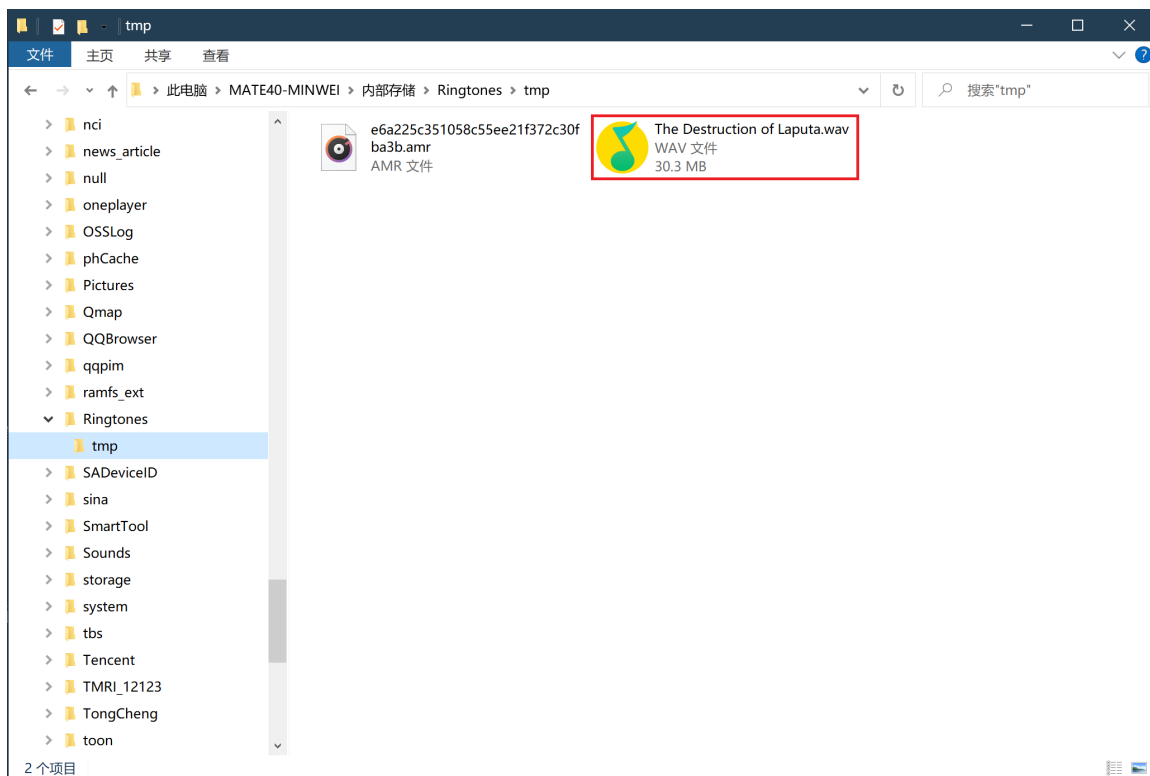 tmp
文件 主页 共享 查看
此电脑 > MATE40-MINWEI > 内部存储 > Ringtones > tmp
搜索"tmp"
nci
news_article
null
oneplayer
OSSLog
phCache
Pictures
Qmap
QQBrowser
qqpim
ramfs_ext
Ringtones
tmp
SADeviceID
sina
SmartTool
Sounds
storage
system
tbs
Tencent
TMRI_12123
TongCheng
toon
e6a225c351058c55ee21f372c30f
ba3b.amr
AMR 文件
The Destruction of Laputa.wav
WAV 文件
30.3 MB
2 个项目